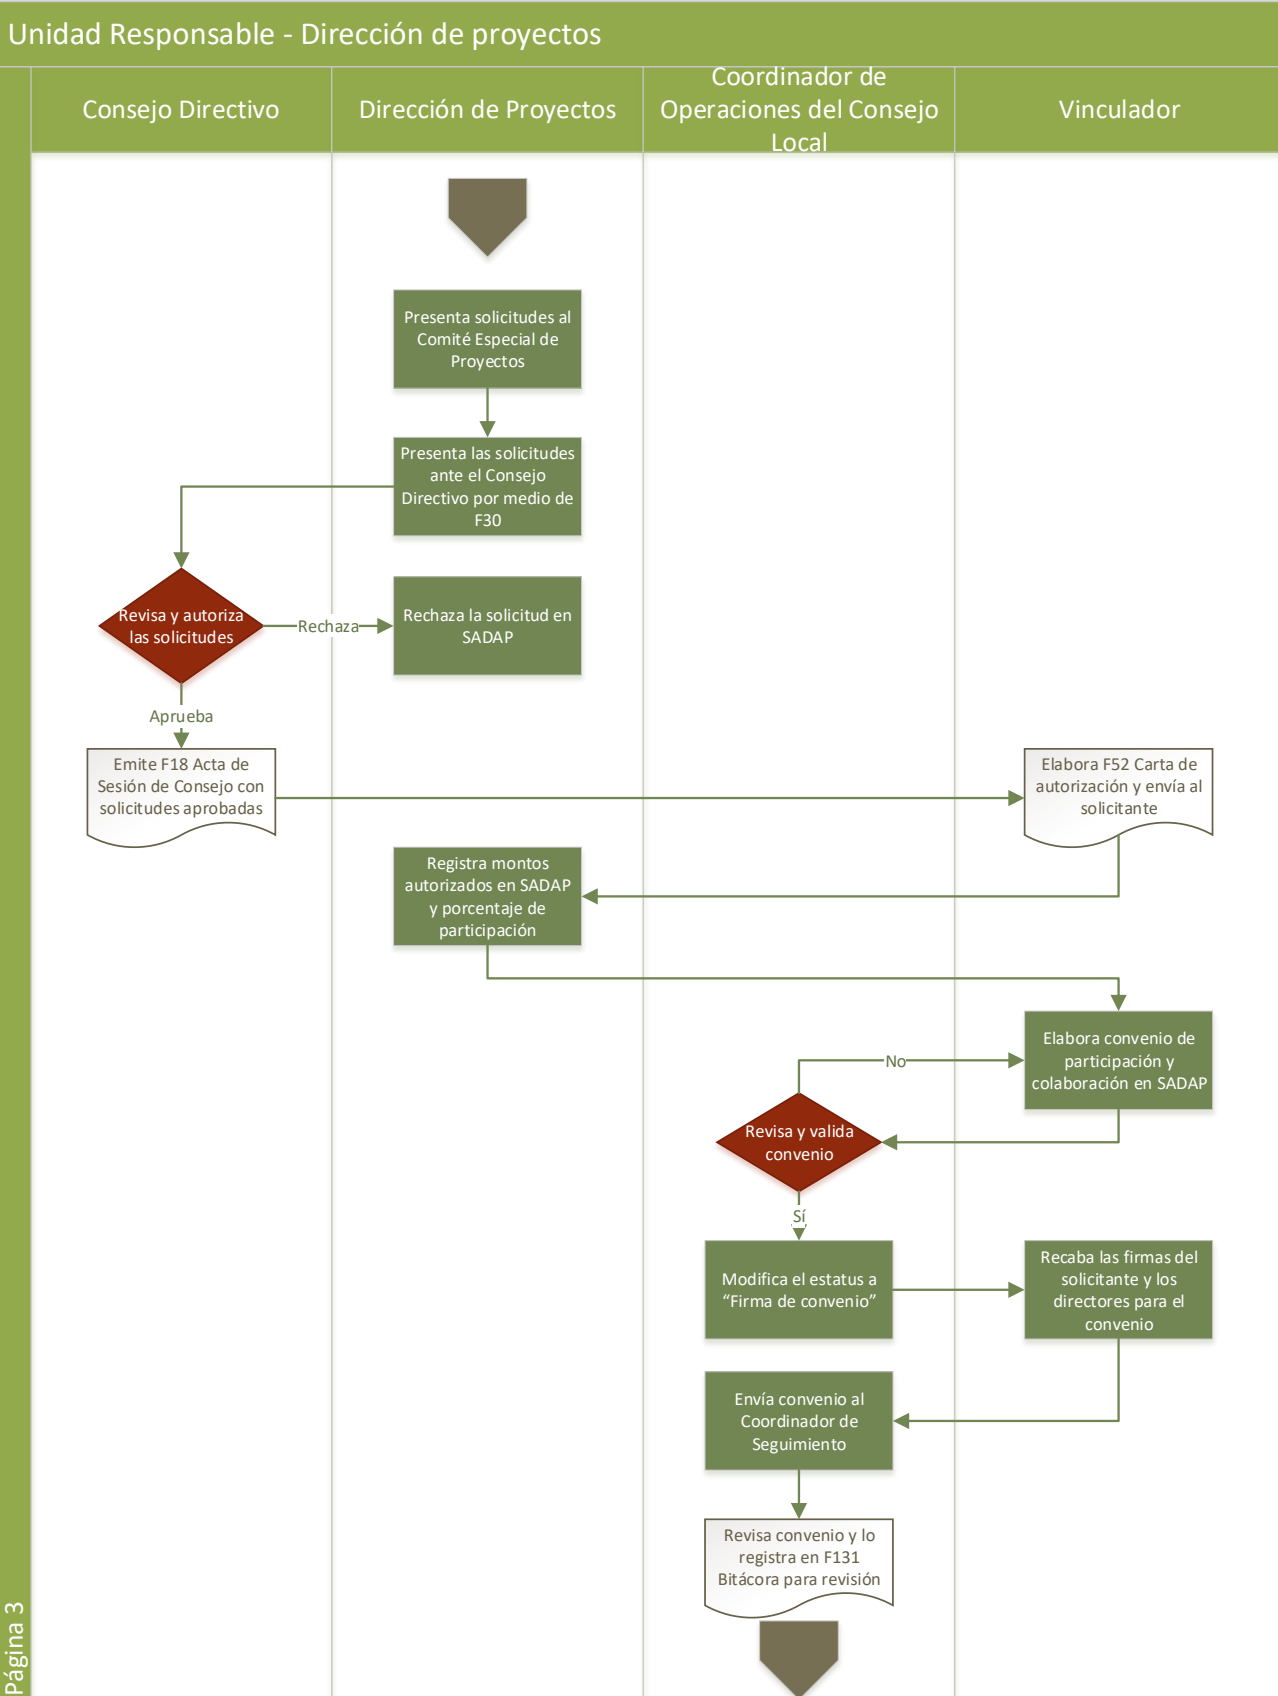 Unidad Responsable - Dirección de proyectos
Consejo Directivo
Dirección de Proyectos
Coordinador de
Operaciones del Consejo
Local
Vinculador
Presenta solicitudes al
Comité Especial de
Proyectos
Presenta las solicitudes
ante el Consejo
Directivo por medio de
F30
Revisa y autoriza
las solicitudes
Rechaza
Rechaza la solicitud en
SADAP
Aprueba
Emite F18 Acta de
Sesión de Consejo con
solicitudes aprobadas
Elabora F52 Carta de
autorización y envía al
solicitante
Registra montos
autorizados en SADAP
y porcentaje de
participación
Elabora convenio de
participación y
colaboración en SADAP
No
Revisa y valida
convenio
Sí
Modifica el estatus a
“Firma de convenio”
Recaba las firmas del
solicitante y los
directores para el
convenio
Envía convenio al
Coordinador de
Seguimiento
Revisa convenio y lo
registra en F131
Bitácora para revisión
Página 3